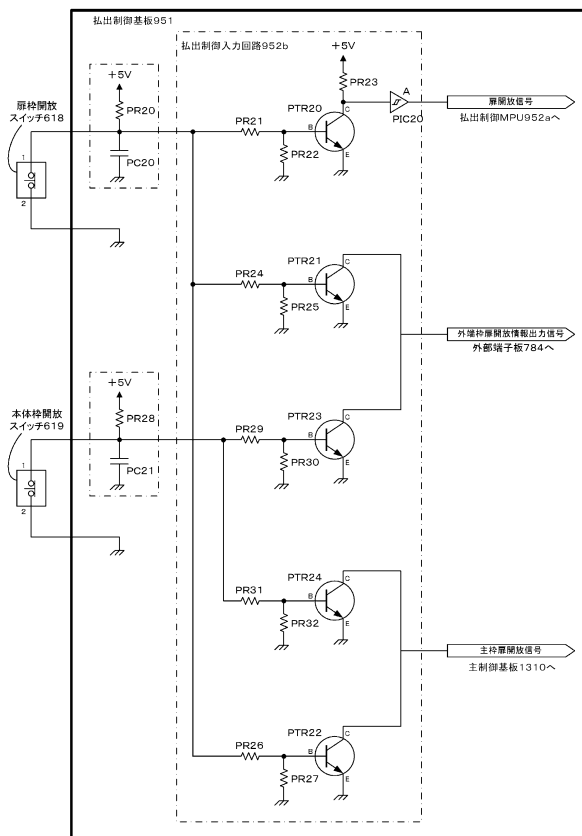 払出制御基板951
払出制御入力回路952b
+5V
PR20
PC20
扉枠開放
スイッチ618
1
2
PR21
PR22
PTR20
B
C
E
+5V
PR23
A
PIC20
扉開放信号
払出制御MPU952aへ
PR24
PR25
PTR21
B
C
E
外端枠扉開放情報出力信号
外部端子板784へ
+5V
PR28
PC21
本体枠開放
スイッチ619
1
2
PR29
PR30
PTR23
B
C
E
PR31
PR32
PTR24
B
C
E
主枠扉開放信号
主制御基板1310へ
PR26
PR27
PTR22
B
C
E